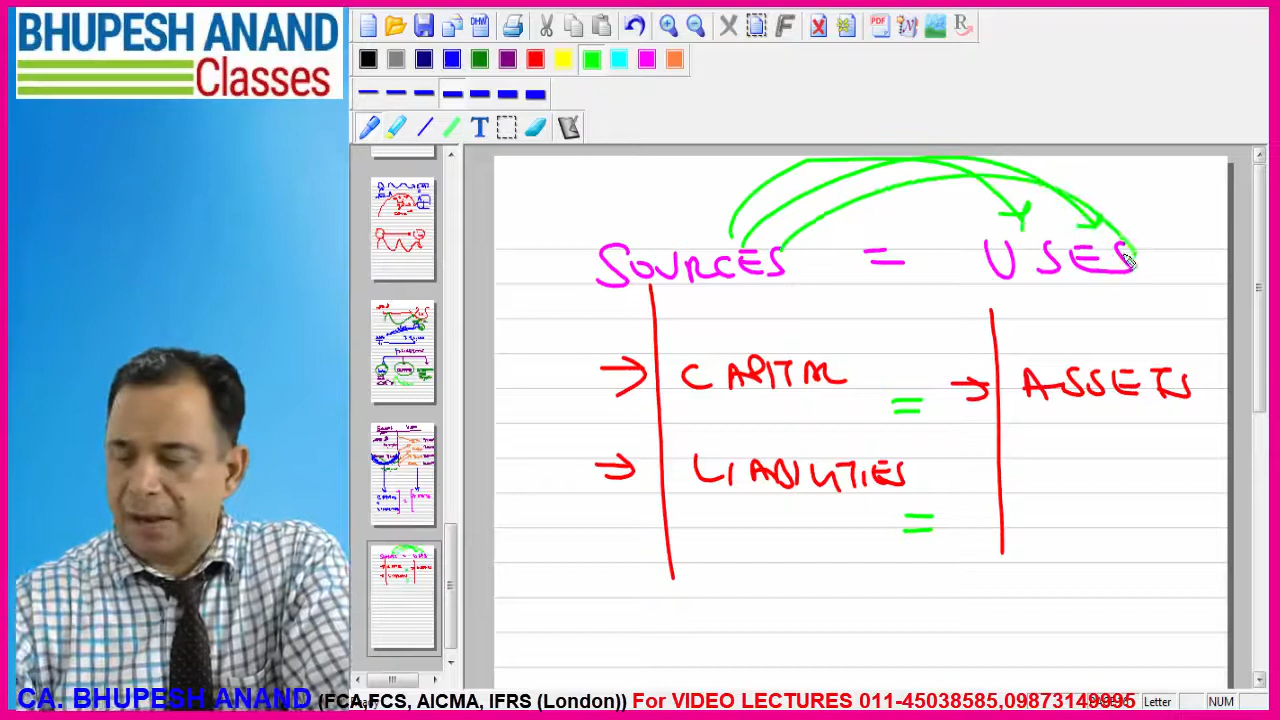 BHUPESH ANAND
Classes
SOURCES = USES
→ CAPITAL → ASSETS
=
→ LIABILITIES
=
CA. BHUPESH ANAND (FCA,FCS, AICMA, IFRS (London)) For VIDEO LECTURES 011-45038585,09873149995
Letter NUM